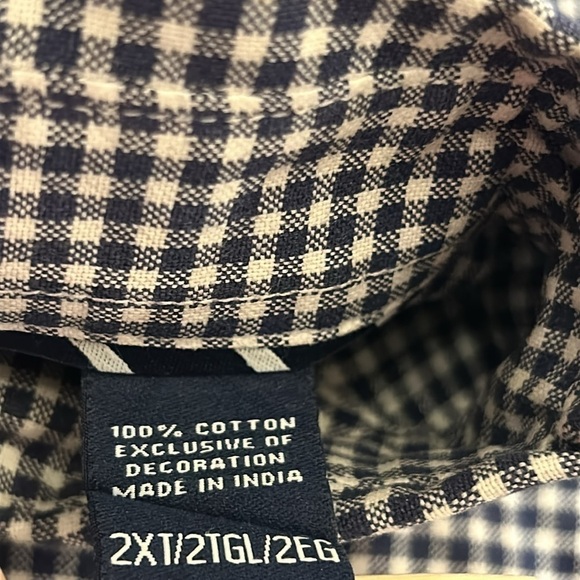 100% COTTON
EXCLUSIVE OF
DECORATION
MADE IN INDIA
2XT/2TGL/2EG